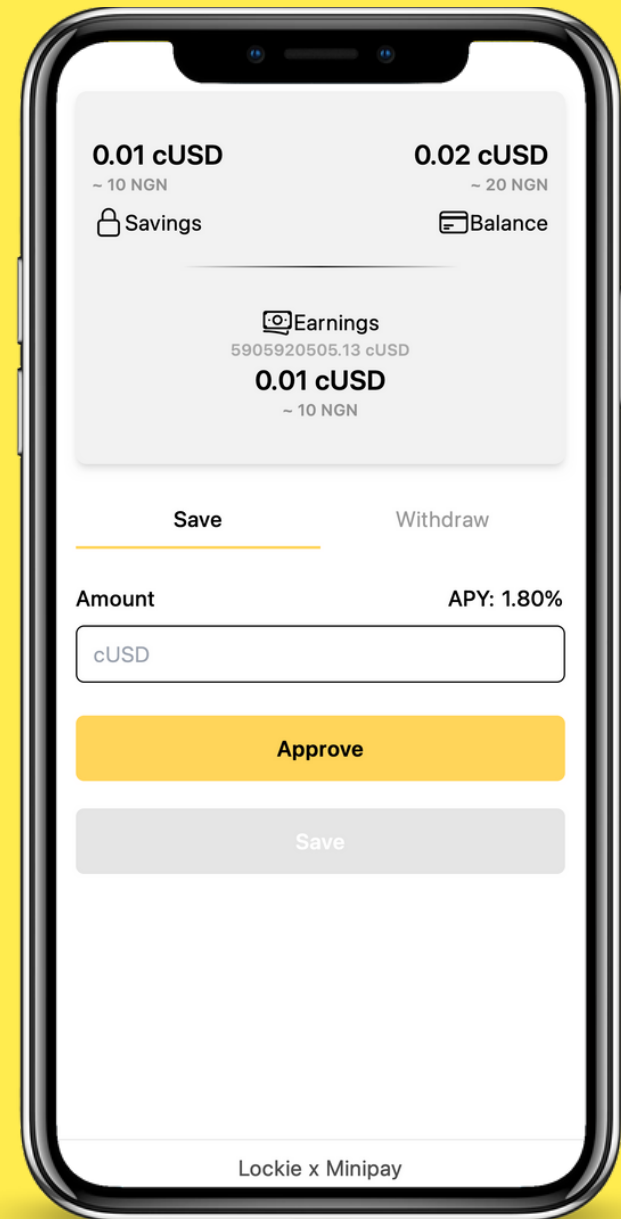 0.01 cUSD 0.02 cUSD
~ 10 NGN ~ 20 NGN
Savings Balance
Earnings
5905920505.13 cUSD
0.01 cUSD
~ 10 NGN
Save Withdraw
Amount APY: 1.80%
cUSD
Approve
Save
Lockie x Minipay